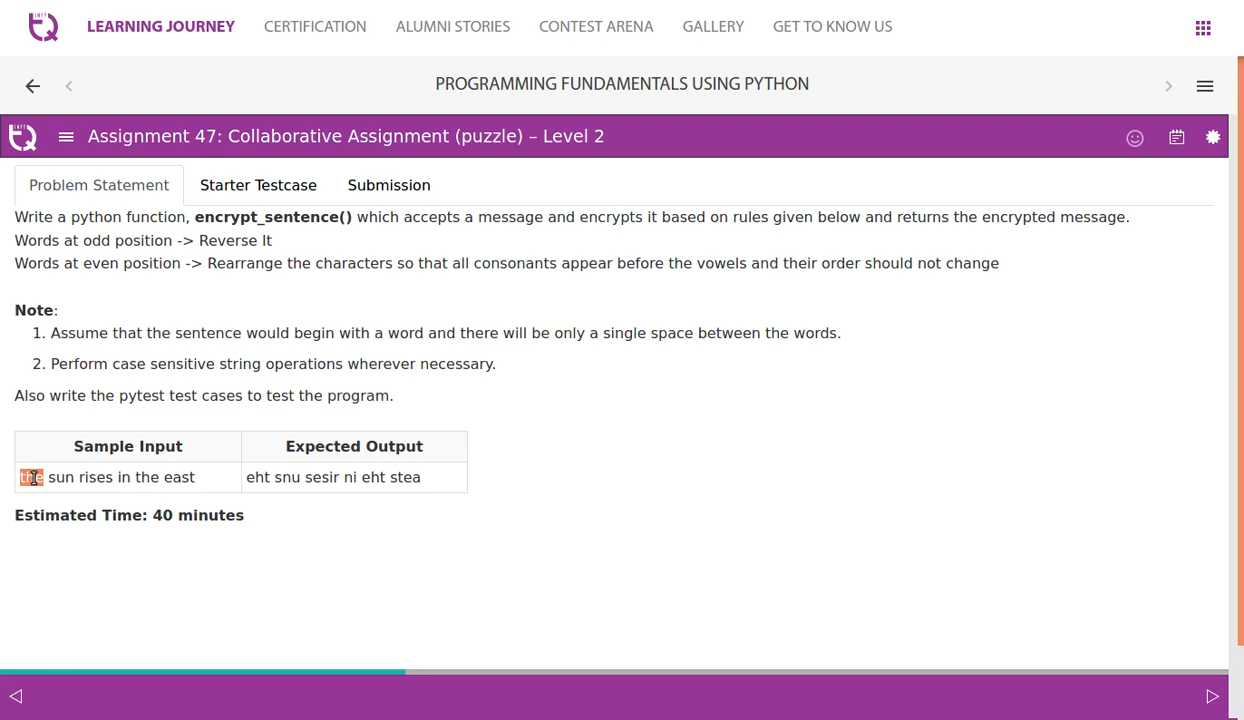 LEARNING JOURNEY CERTIFICATION ALUMNI STORIES CONTEST ARENA GALLERY GET TO KNOW US
PROGRAMMING FUNDAMENTALS USING PYTHON
Assignment 47: Collaborative Assignment (puzzle) – Level 2
Problem Statement Starter Testcase Submission
Write a python function, encrypt_sentence() which accepts a message and encrypts it based on rules given below and returns the encrypted message.
Words at odd position -> Reverse It
Words at even position -> Rearrange the characters so that all consonants appear before the vowels and their order should not change
Note:
1. Assume that the sentence would begin with a word and there will be only a single space between the words.
2. Perform case sensitive string operations wherever necessary.
Also write the pytest test cases to test the program.
Sample Input Expected Output
the sun rises in the east eht snu sesir ni eht stea
Estimated Time: 40 minutes